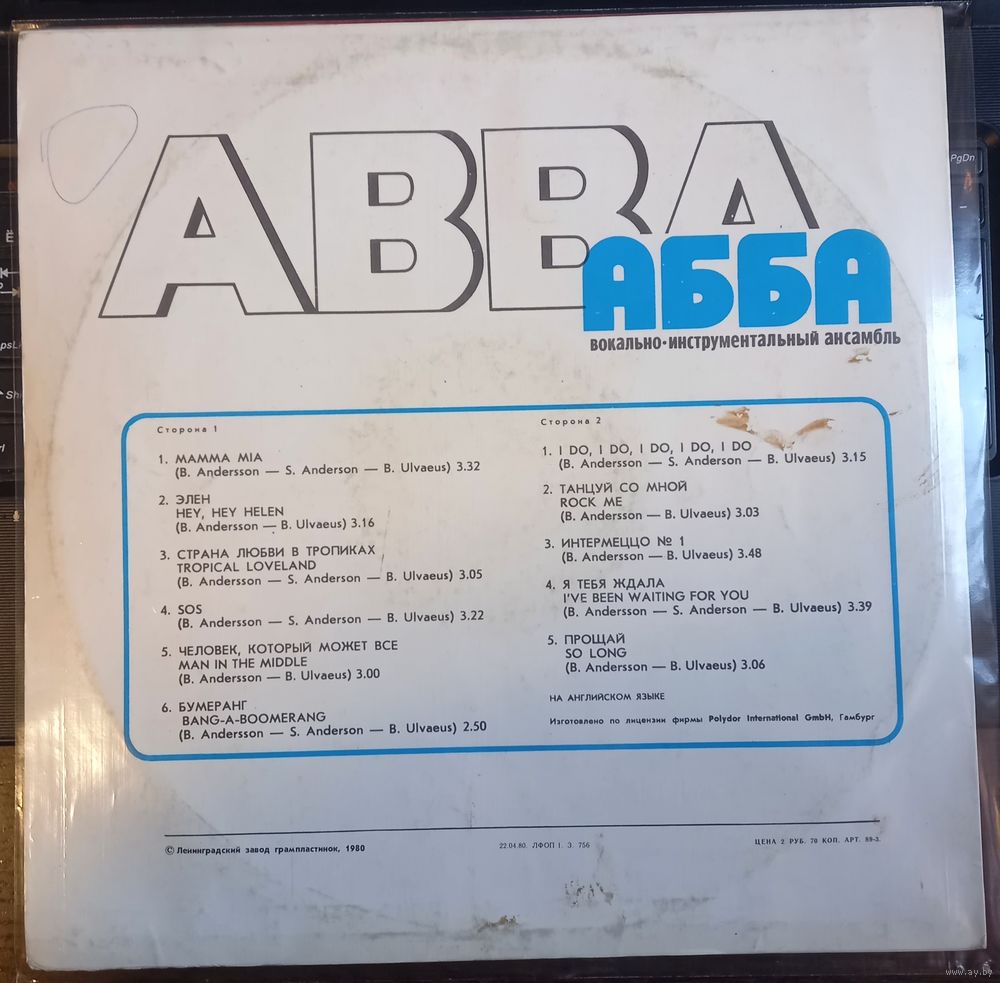 ABBA
АББА
вокально·инструментальный ансамбль
Сторона 1
1. MAMMA MIA
(B. Andersson — S. Anderson — B. Ulvaeus) 3.32
2. ЭЛЕН
HEY, HEY HELEN
(B. Andersson — B. Ulvaeus) 3.16
3. СТРАНА ЛЮБВИ В ТРОПИКАХ
TROPICAL LOVELAND
(B. Andersson — S. Anderson — B. Ulvaeus) 3.05
4. SOS
(B. Andersson — S. Anderson — B. Ulvaeus) 3.22
5. ЧЕЛОВЕК, КОТОРЫЙ МОЖЕТ ВСЕ
MAN IN THE MIDDLE
(B. Andersson — B. Ulvaeus) 3.00
6. БУМЕРАНГ
BANG-A-BOOMERANG
(B. Andersson — S. Anderson — B. Ulvaeus) 2.50
Сторона 2
1. I DO, I DO, I DO, I DO, I DO
(B. Andersson — S. Anderson — B. Ulvaeus) 3.15
2. ТАНЦУЙ СО МНОЙ
ROCK ME
(B. Andersson — B. Ulvaeus) 3.03
3. ИНТЕРМЕЦЦО № 1
(B. Andersson — B. Ulvaeus) 3.48
4. Я ТЕБЯ ЖДАЛА
I'VE BEEN WAITING FOR YOU
(B. Andersson — S. Anderson — B. Ulvaeus) 3.39
5. ПРОЩАЙ
SO LONG
(B. Andersson — B. Ulvaeus) 3.06
НА АНГЛИЙСКОМ ЯЗЫКЕ
Изготовлено по лицензии фирмы Polydor International GmbH, Гамбург
© Ленинградский завод грампластинок, 1980
22.04.80. ЛФОП 1. З. 756
ЦЕНА 2 РУБ. 70 КОП. АРТ. 89-3.
PgDn
Ё
www.ay.by